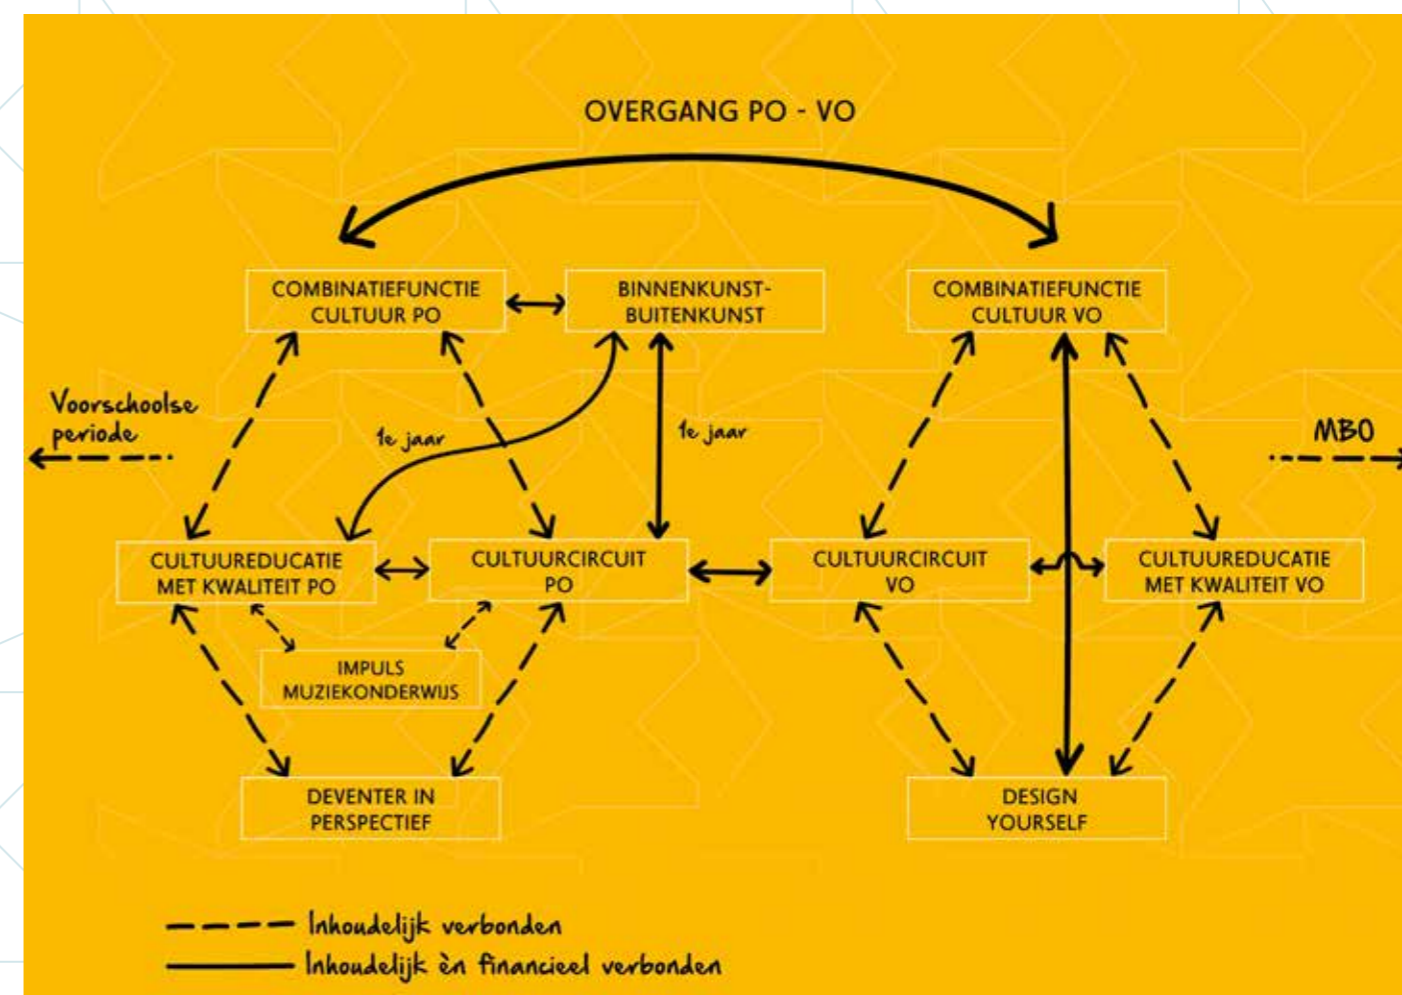 OVERGANG PO - VO
COMBINATIEFUNCTIE
CULTUUR PO
BINNENKUNST-
BUITENKUNST
COMBINATIEFUNCTIE
CULTUUR VO
Voorschoolse
periode
1e jaar
1e jaar
MBO
CULTUUREDUCATIE
MET KWALITEIT PO
CULTUURCIRCUIT
PO
CULTUURCIRCUIT
VO
CULTUUREDUCATIE
MET KWALITEIT VO
IMPULS
MUZIEKONDERWIJS
DEVENTER IN
PERSPECTIEF
DESIGN
YOURSELF
Inhoudelijk verbonden
Inhoudelijk èn financieel verbonden